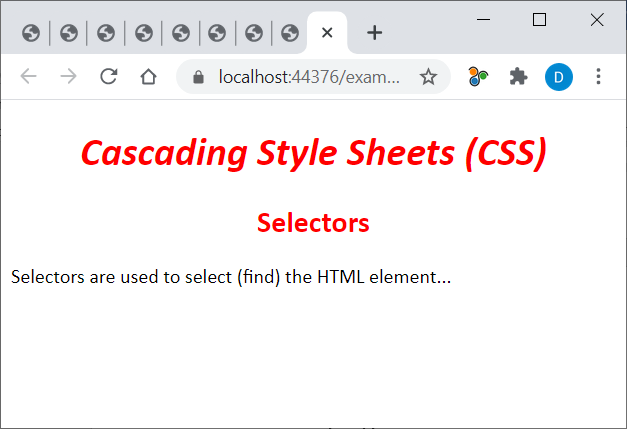 localhost:44376/exam...
D
Cascading Style Sheets (CSS)
Selectors
Selectors are used to select (find) the HTML element...